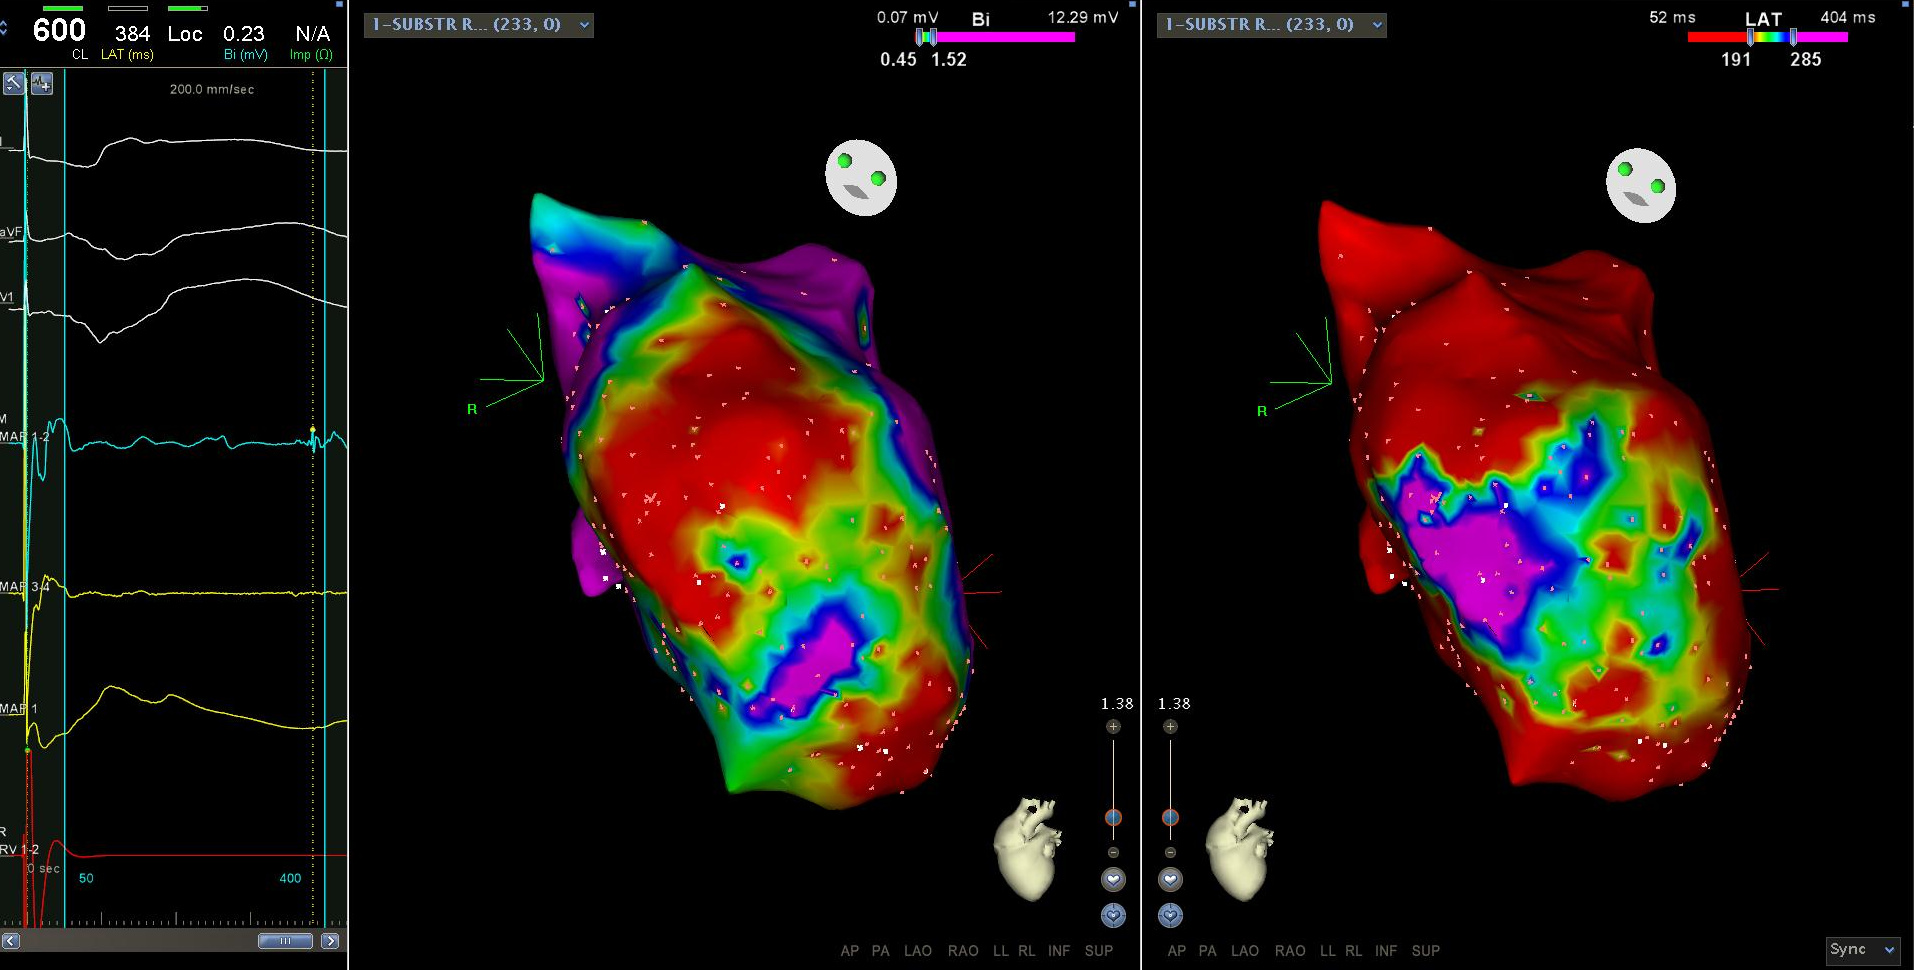 600 384 Loc 0.23 N/A
CL LAT (ms) Bi (mV) Imp (Ω)
200.0 mm/sec
I
aVF
V1
M
MAP 1-2
MAP 3-4
MAP 1
R
RV 1-2
0 sec
50 400
1-SUBSTR R... (233, 0)
0.07 mV Bi 12.29 mV
0.45 1.52
R
1.38
AP PA LAO RAO LL RL INF SUP
1-SUBSTR R... (233, 0)
52 ms LAT 404 ms
191 285
R
1.38
AP PA LAO RAO LL RL INF SUP
Sync